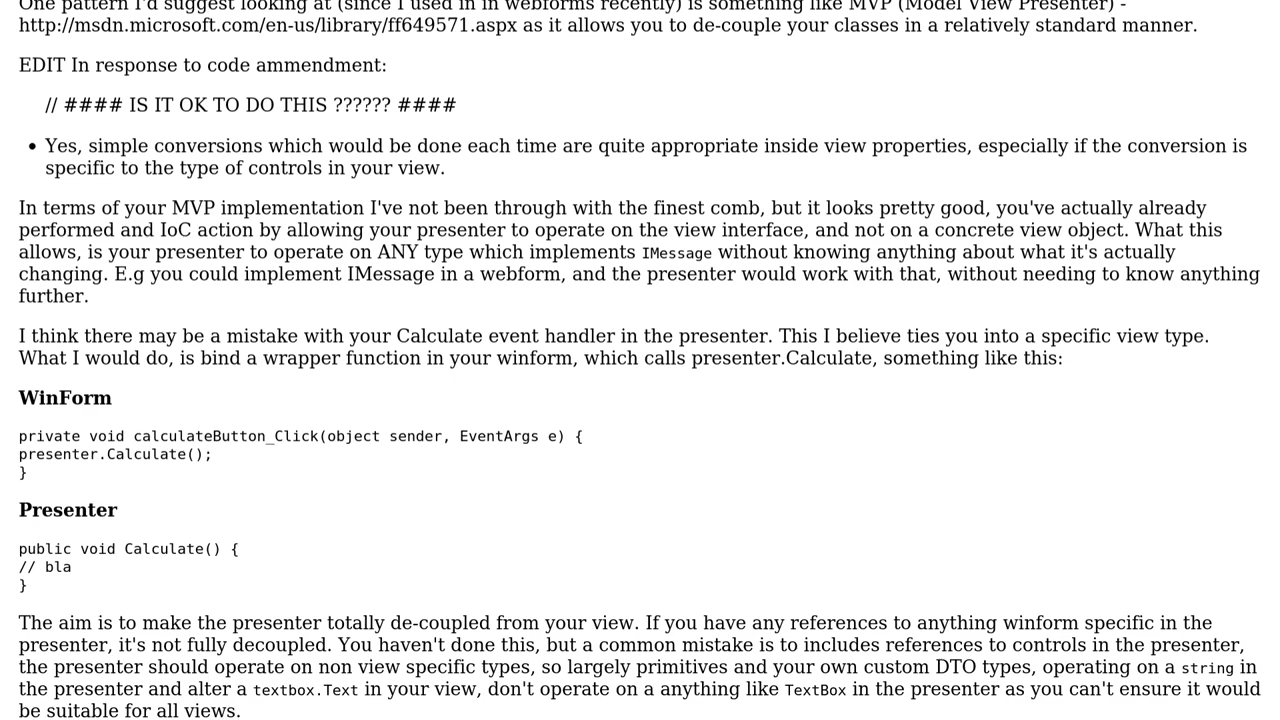 One pattern I'd suggest looking at (since I used in in webforms recently) is something like MVP (Model View Presenter) -
http://msdn.microsoft.com/en-us/library/ff649571.aspx as it allows you to de-couple your classes in a relatively standard manner.
EDIT In response to code ammendment:
// #### IS IT OK TO DO THIS ?????? ####
• Yes, simple conversions which would be done each time are quite appropriate inside view properties, especially if the conversion is
specific to the type of controls in your view.
In terms of your MVP implementation I've not been through with the finest comb, but it looks pretty good, you've actually already
performed and IoC action by allowing your presenter to operate on the view interface, and not on a concrete view object. What this
allows, is your presenter to operate on ANY type which implements IMessage without knowing anything about what it's actually
changing. E.g you could implement IMessage in a webform, and the presenter would work with that, without needing to know anything
further.
I think there may be a mistake with your Calculate event handler in the presenter. This I believe ties you into a specific view type.
What I would do, is bind a wrapper function in your winform, which calls presenter.Calculate, something like this:
WinForm
private void calculateButton_Click(object sender, EventArgs e) {
presenter.Calculate();
}
Presenter
public void Calculate() {
// bla
}
The aim is to make the presenter totally de-coupled from your view. If you have any references to anything winform specific in the
presenter, it's not fully decoupled. You haven't done this, but a common mistake is to includes references to controls in the presenter,
the presenter should operate on non view specific types, so largely primitives and your own custom DTO types, operating on a string in
the presenter and alter a textbox.Text in your view, don't operate on a anything like TextBox in the presenter as you can't ensure it would
be suitable for all views.